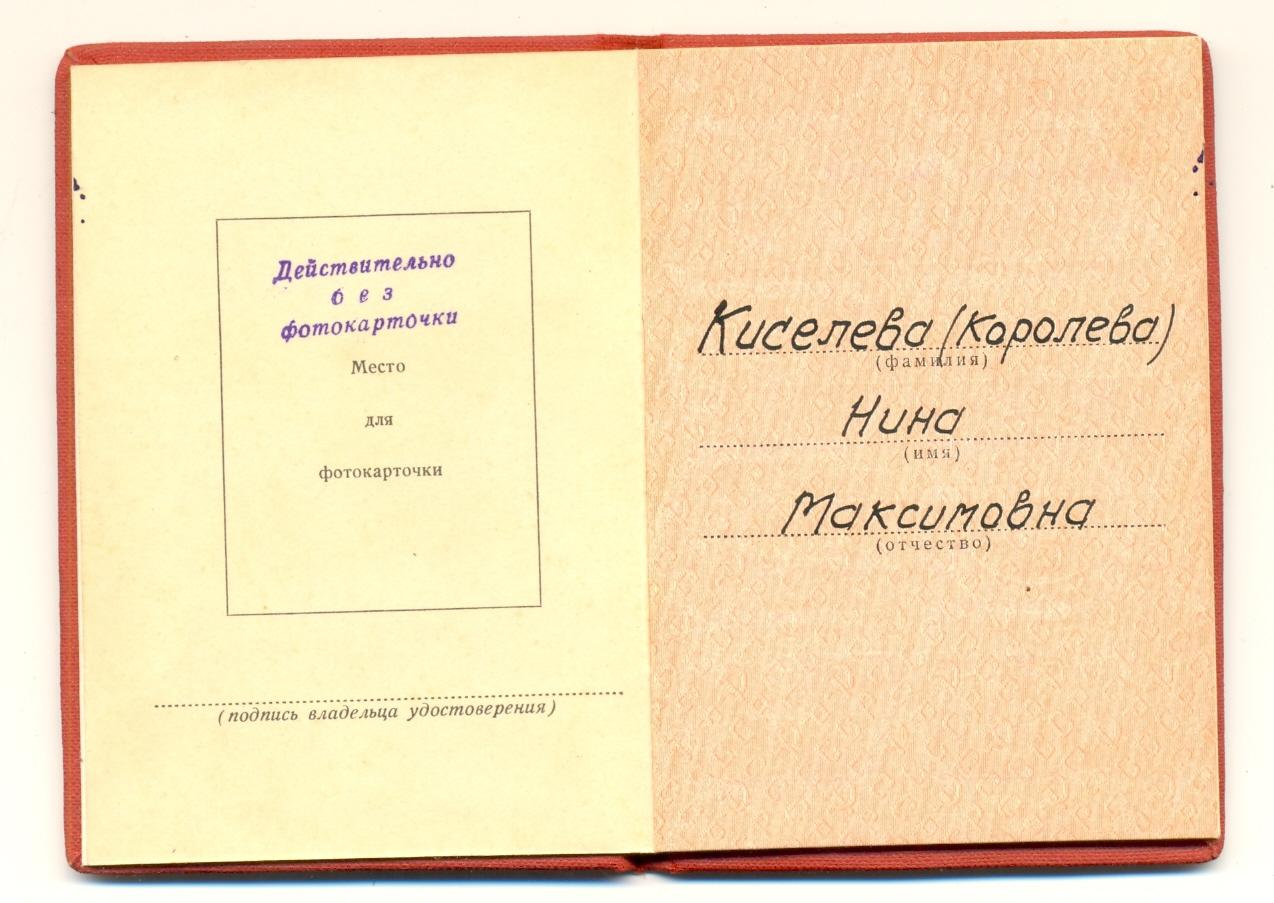 Действительно
без
фотокарточки
Место
для
фотокарточки
(подпись владельца удостоверения)
Киселева (Королева)
(фамилия)
Нина
(имя)
Максимовна
(отчество)